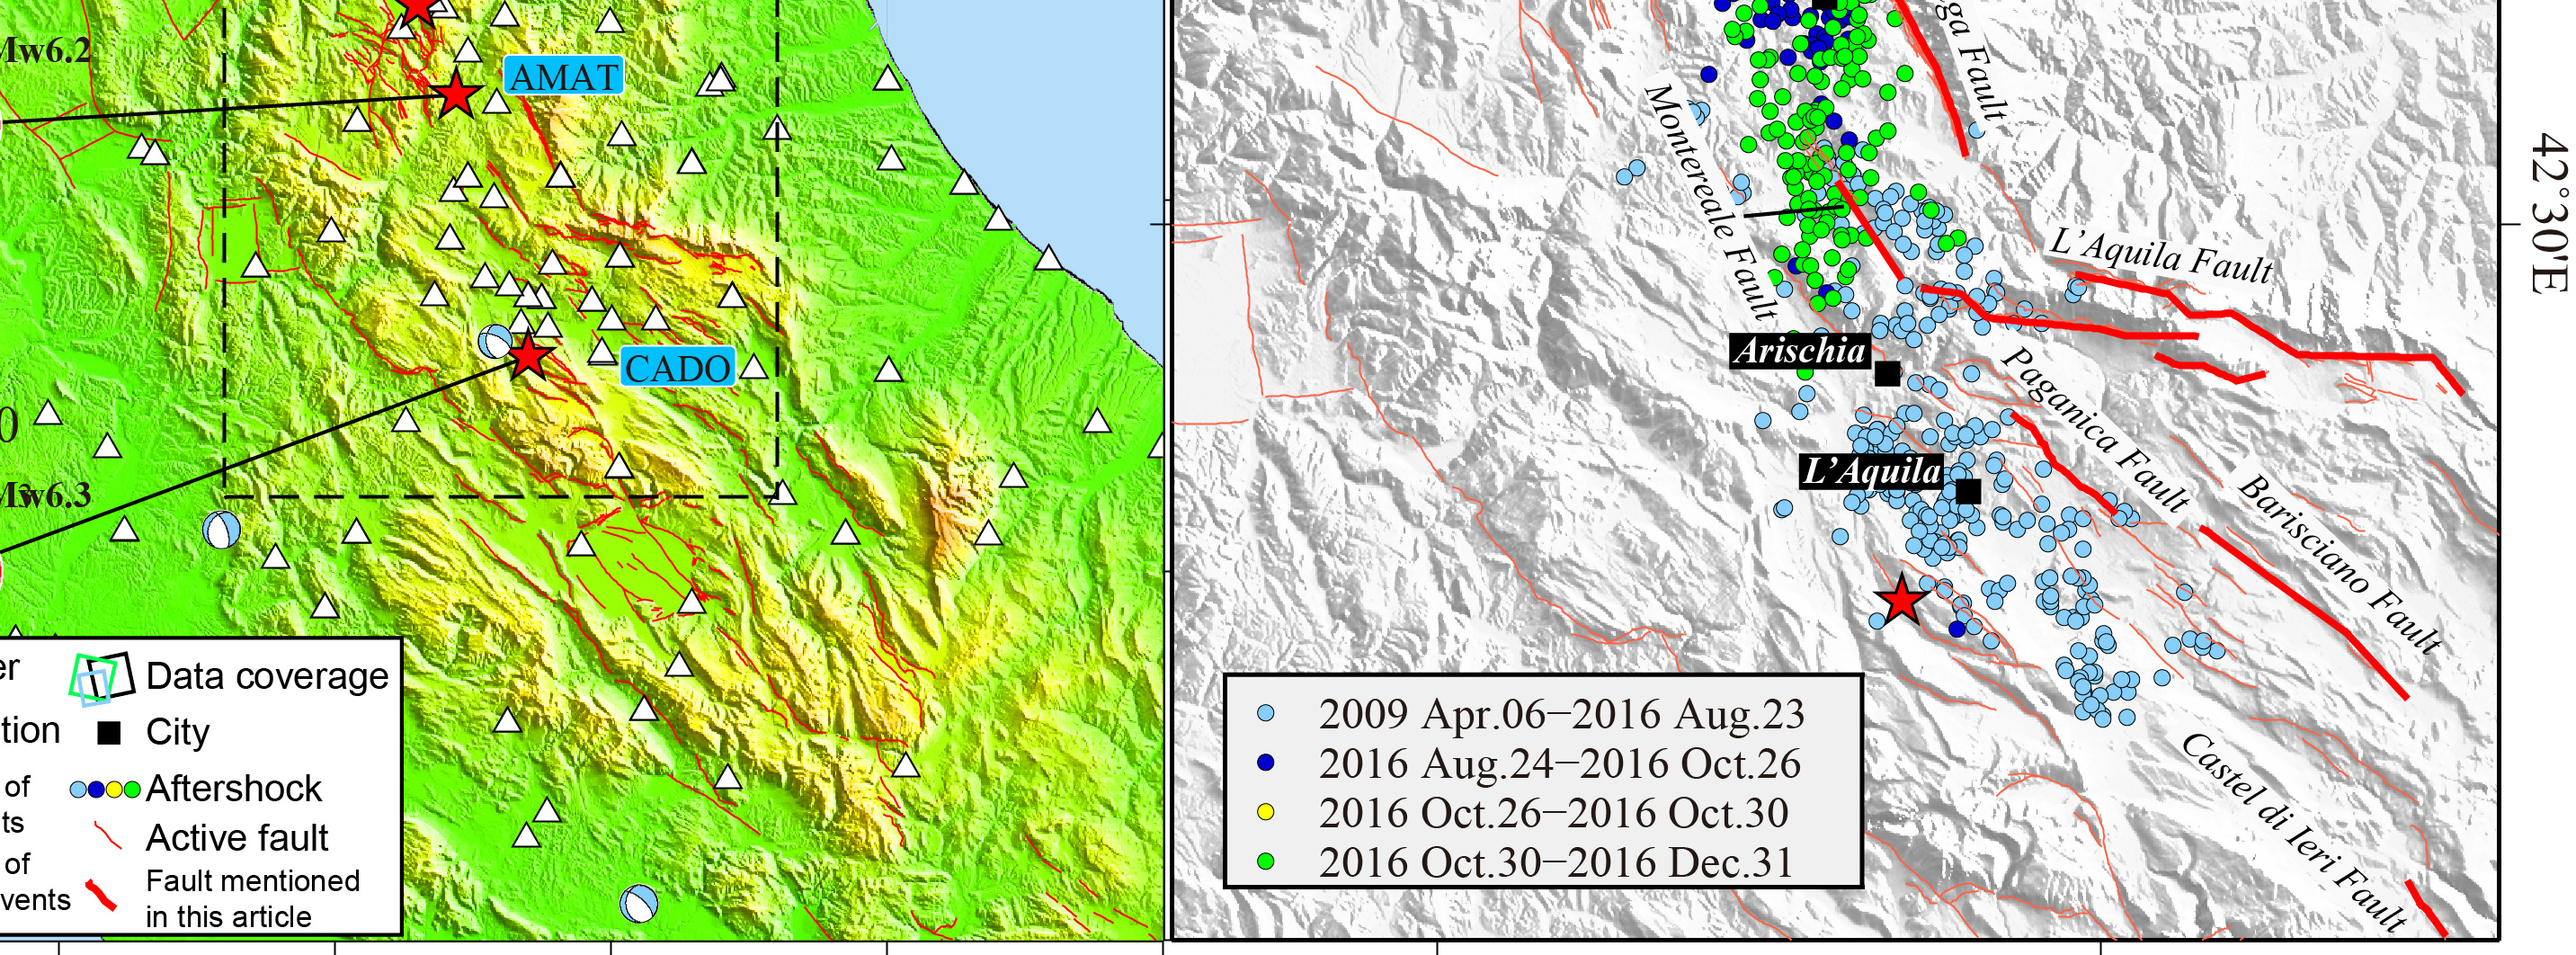 Mw6.2
AMAT
CADO
0
Mw6.3
er
tion
of
ts
of
vents
Data coverage
City
Aftershock
Active fault
Fault mentioned
in this article
ga Fault
Montereale Fault
L'Aquila Fault
Arischia
Paganica Fault
L'Aquila
Barisciano Fault
Castel di Ieri Fault
2009 Apr.06−2016 Aug.23
2016 Aug.24−2016 Oct.26
2016 Oct.26−2016 Oct.30
2016 Oct.30−2016 Dec.31
42°30'E